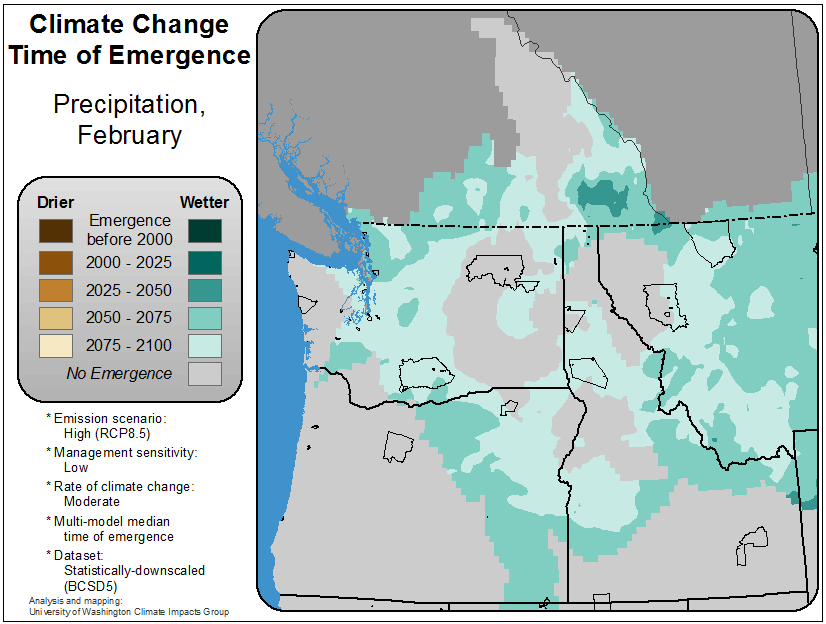 Climate Change
Time of Emergence
Precipitation,
February
Drier Wetter
Emergence
before 2000
2000 - 2025
2025 - 2050
2050 - 2075
2075 - 2100
No Emergence
* Emission scenario:
High (RCP8.5)
* Management sensitivity:
Low
* Rate of climate change:
Moderate
* Multi-model median
time of emergence
* Dataset:
Statistically-downscaled
(BCSD5)
Analysis and mapping:
University of Washington Climate Impacts Group